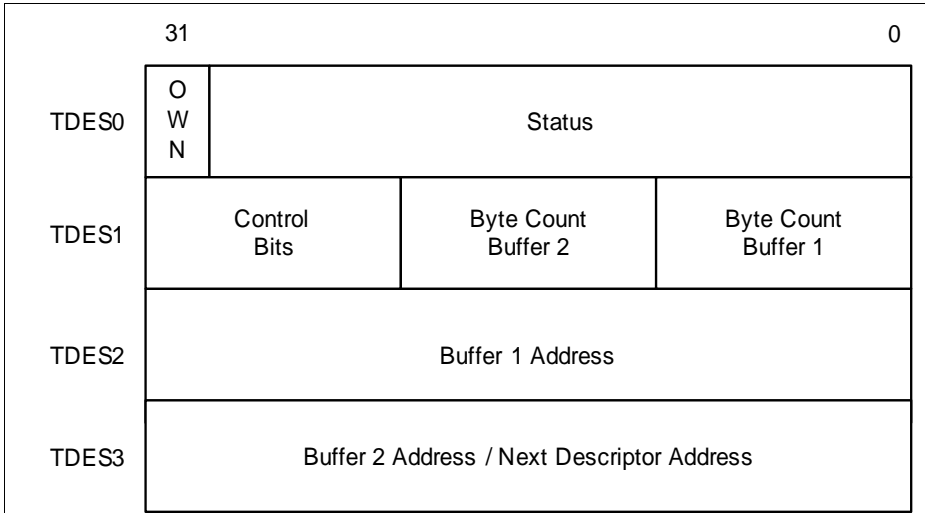 31 0
TDES0
O
W
N
Status
TDES1
Control
Bits
Byte Count
Buffer 2
Byte Count
Buffer 1
TDES2
Buffer 1 Address
TDES3
Buffer 2 Address / Next Descriptor Address